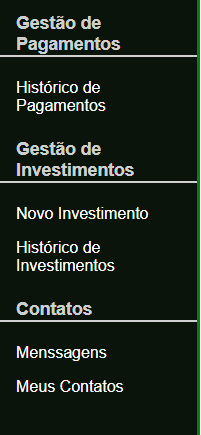 Gestão de
Pagamentos
Histórico de
Pagamentos
Gestão de
Investimentos
Novo Investimento
Histórico de
Investimentos
Contatos
Menssagens
Meus Contatos